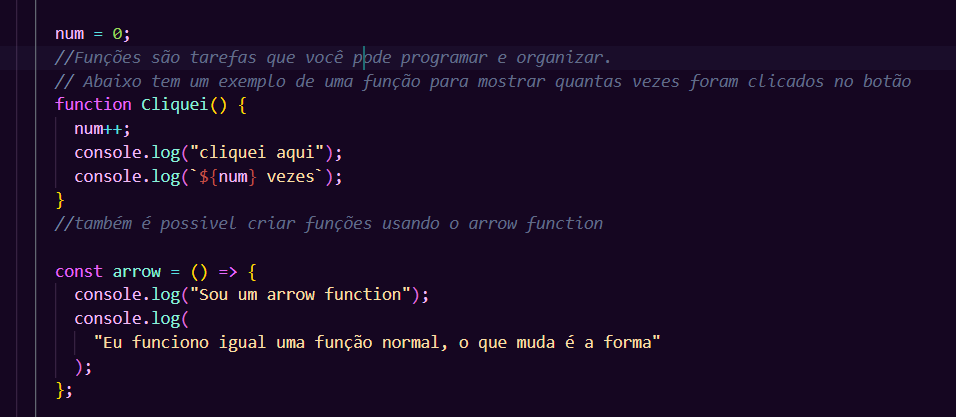 num = 0;
//Funções são tarefas que você pode programar e organizar.
// Abaixo tem um exemplo de uma função para mostrar quantas vezes foram clicados no botão
function Cliquei() {
  num++;
  console.log("cliquei aqui");
  console.log(`${num} vezes`);
}
//também é possivel criar funções usando o arrow function

const arrow = () => {
  console.log("Sou um arrow function");
  console.log(
    "Eu funciono igual uma função normal, o que muda é a forma"
  );
};